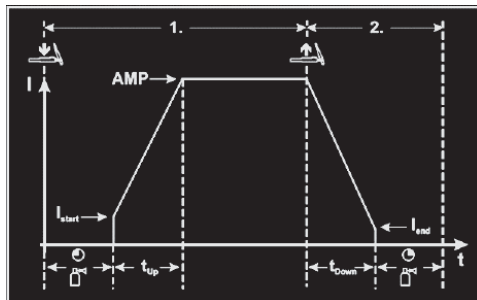 1.
2.
I
AMP
Istart
Iend
t
tUp
tDown